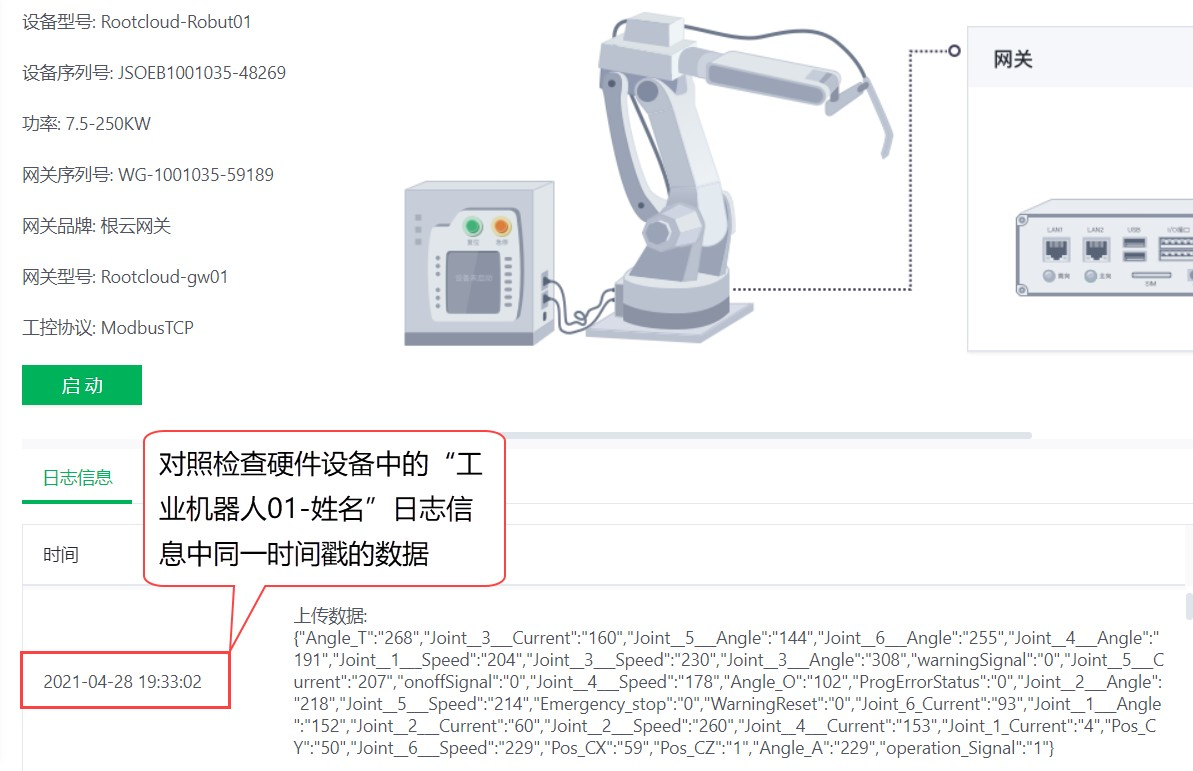 设备型号: Rootcloud-Robut01
设备序列号: JSOEB1001035-48269
功率: 7.5-250KW
网关序列号: WG-1001035-59189
网关品牌: 根云网关
网关型号: Rootcloud-gw01
工控协议: ModbusTCP
启动
网关
LAN1 LAN2 USB I/O端口
SIM
复位 急停
日志信息
对照检查硬件设备中的“工
业机器人01-姓名”日志信
息中同一时间戳的数据
时间
2021-04-28 19:33:02
上传数据:
{"Angle_T":"268","Joint__3___Current":"160","Joint__5___Angle":"144","Joint__6___Angle":"255","Joint__4___Angle":"
191","Joint__1___Speed":"204","Joint__3___Speed":"230","Joint__3___Angle":"308","warningSignal":"0","Joint__5___C
urrent":"207","onoffSignal":"0","Joint__4___Speed":"178","Angle_O":"102","ProgErrorStatus":"0","Joint__2___Angle":
"218","Joint__5___Speed":"214","Emergency_stop":"0","WarningReset":"0","Joint_6_Current":"93","Joint__1___Angle
":"152","Joint__2___Current":"60","Joint__2___Speed":"260","Joint__4___Current":"153","Joint_1_Current":"4","Pos_C
Y":"50","Joint__6___Speed":"229","Pos_CX":"59","Pos_CZ":"1","Angle_A":"229","operation_Signal":"1"}